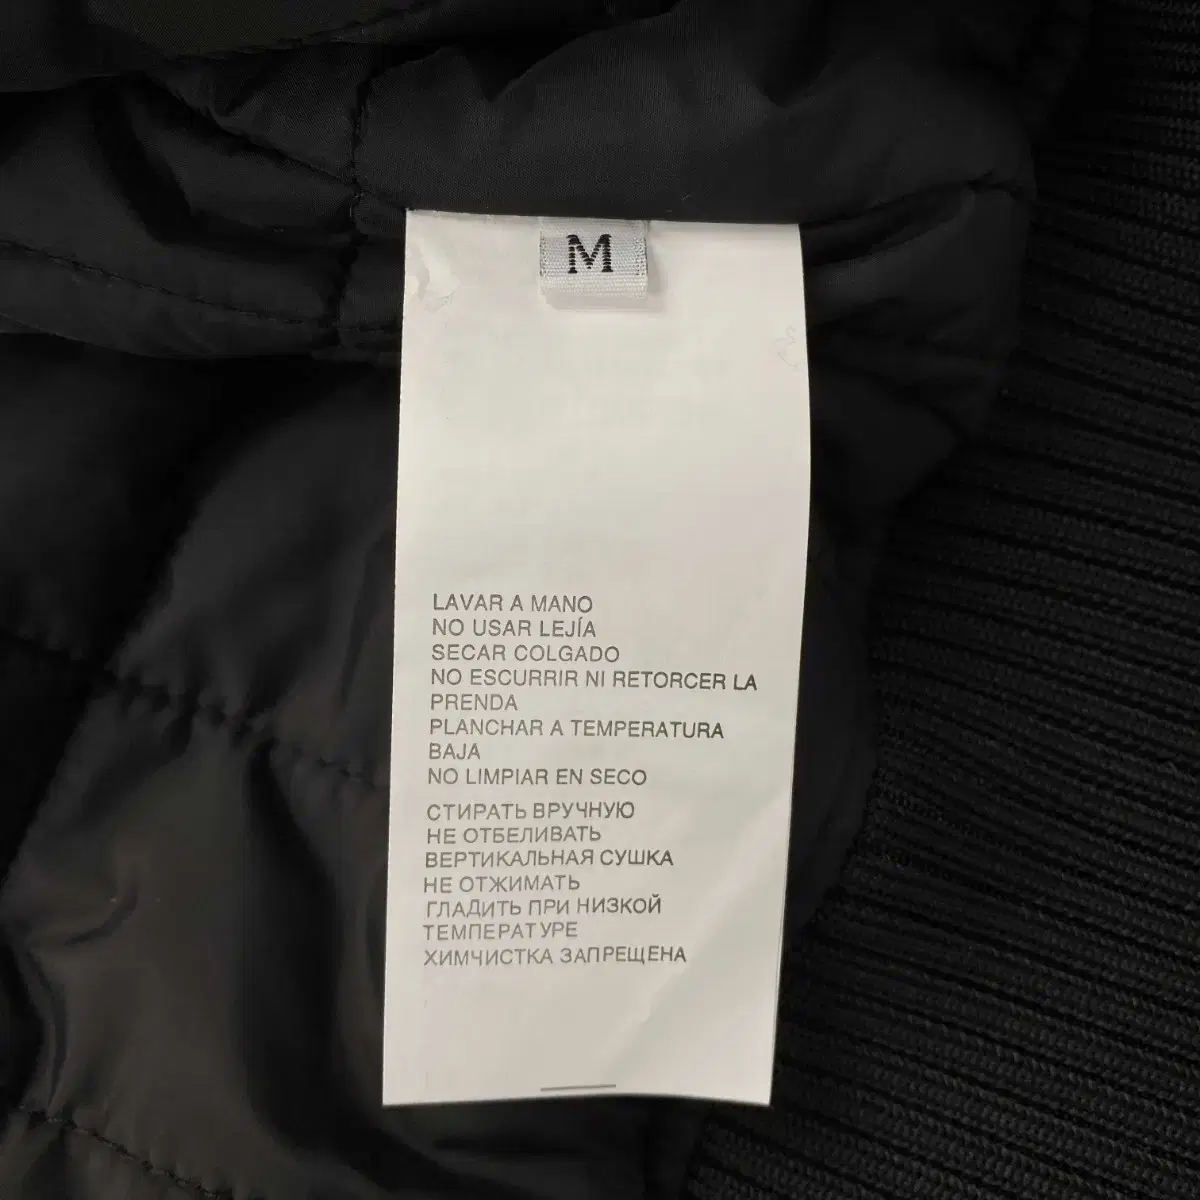 M
LAVAR A MANO
NO USAR LEJÍA
SECAR COLGADO
NO ESCURRIR NI RETORCER LA
PRENDA
PLANCHAR A TEMPERATURA
BAJA
NO LIMPIAR EN SECO
СТИРАТЬ ВРУЧНУЮ
НЕ ОТБЕЛИВАТЬ
ВЕРТИКАЛЬНАЯ СУШКА
НЕ ОТЖИМАТЬ
ГЛАДИТЬ ПРИ НИЗКОЙ
ТЕМПЕРАТУРЕ
ХИМЧИСТКА ЗАПРЕЩЕНА